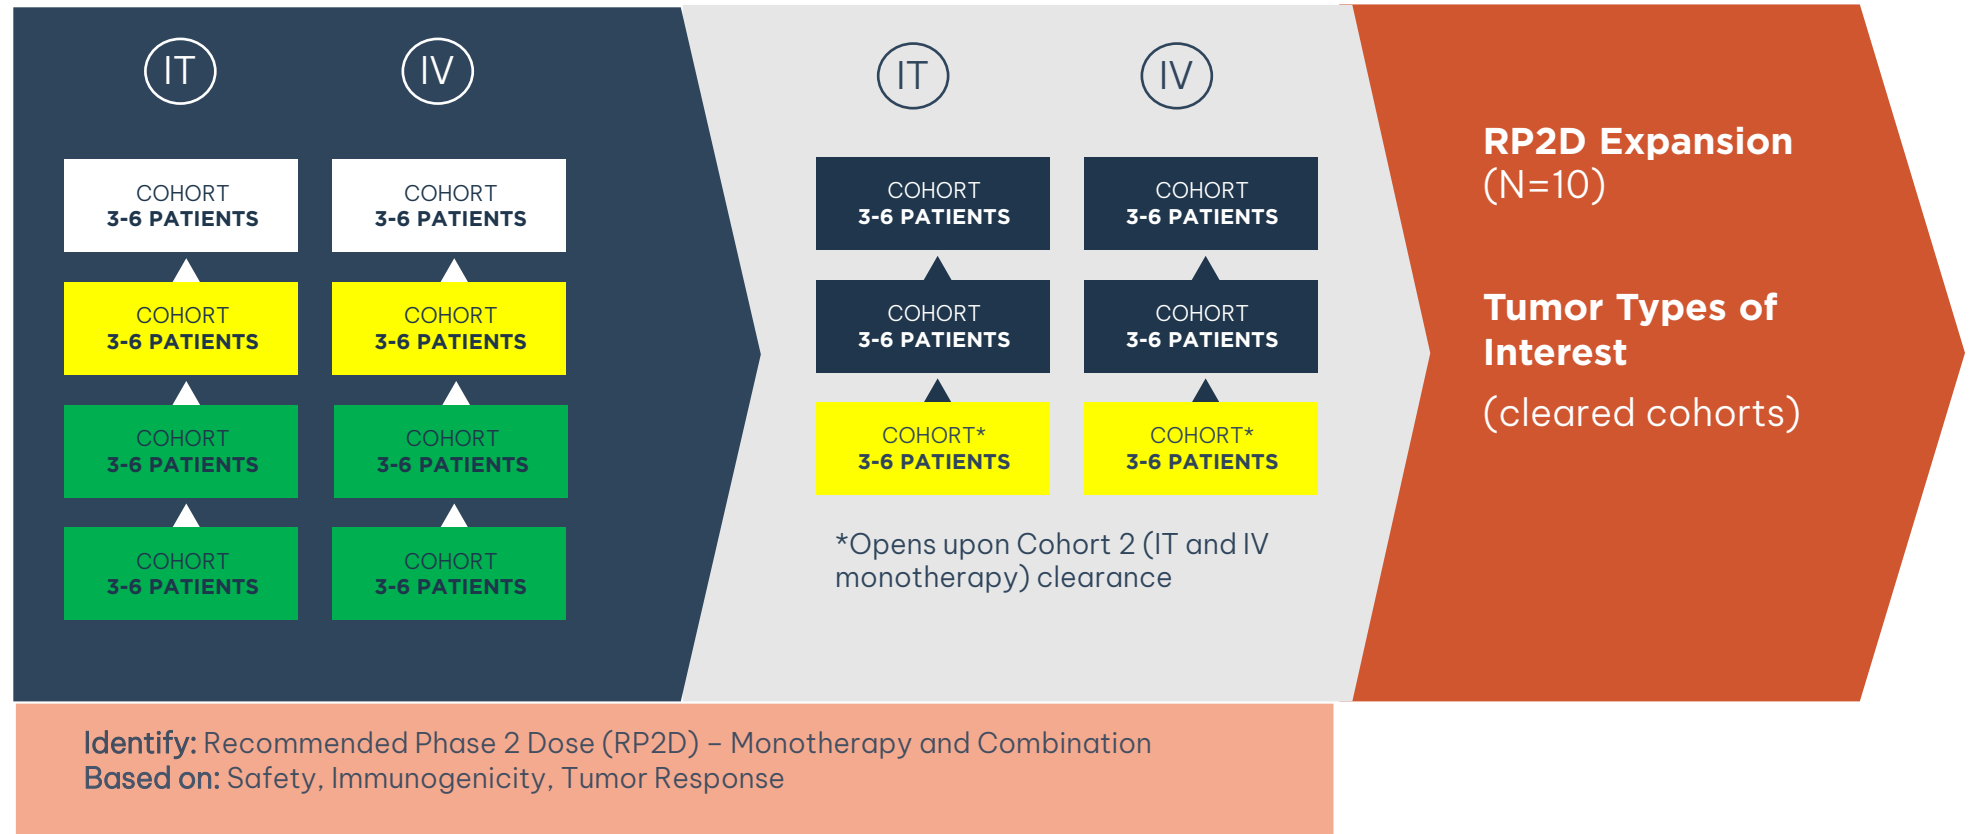 IT
IV
COHORT
3-6 PATIENTS
COHORT
3-6 PATIENTS
COHORT
3-6 PATIENTS
COHORT
3-6 PATIENTS
COHORT
3-6 PATIENTS
COHORT
3-6 PATIENTS
COHORT
3-6 PATIENTS
COHORT
3-6 PATIENTS
IT
IV
COHORT
3-6 PATIENTS
COHORT
3-6 PATIENTS
COHORT
3-6 PATIENTS
COHORT
3-6 PATIENTS
COHORT*
3-6 PATIENTS
COHORT*
3-6 PATIENTS
*Opens upon Cohort 2 (IT and IV
monotherapy) clearance
RP2D Expansion
(N=10)
Tumor Types of
Interest
(cleared cohorts)
Identify: Recommended Phase 2 Dose (RP2D) – Monotherapy and Combination
Based on: Safety, Immunogenicity, Tumor Response